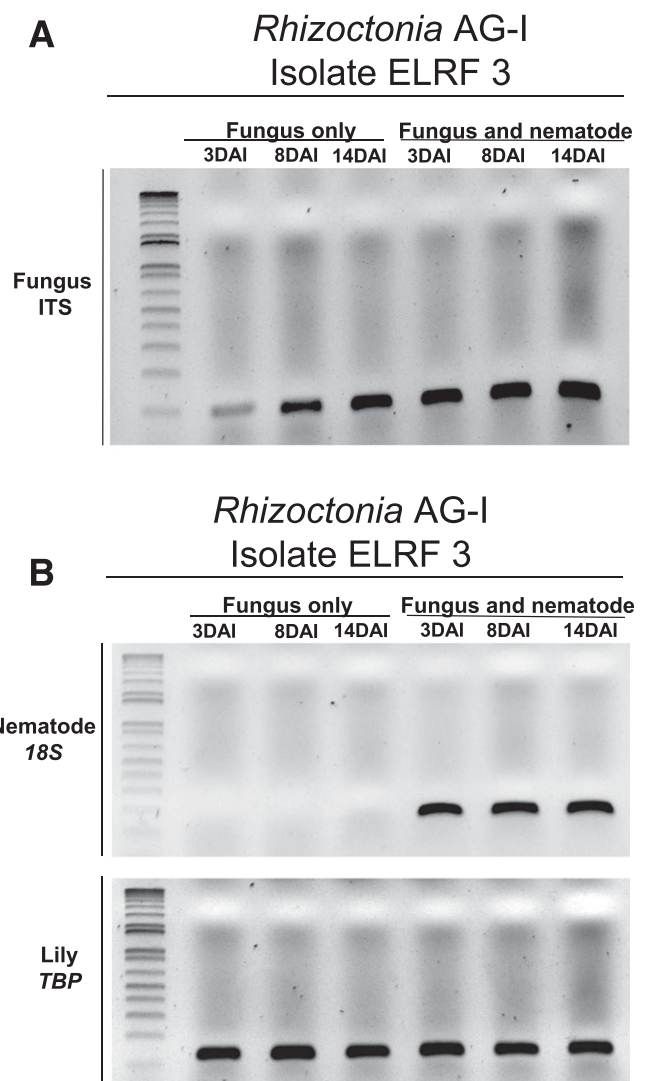 A
Rhizoctonia AG-I
Isolate ELRF 3
Fungus only Fungus and nematode
3DAI 8DAI 14DAI 3DAI 8DAI 14DAI
Fungus
ITS
Rhizoctonia AG-I
Isolate ELRF 3
B
Fungus only Fungus and nematode
3DAI 8DAI 14DAI 3DAI 8DAI 14DAI
Nematode
18S
Lily
TBP